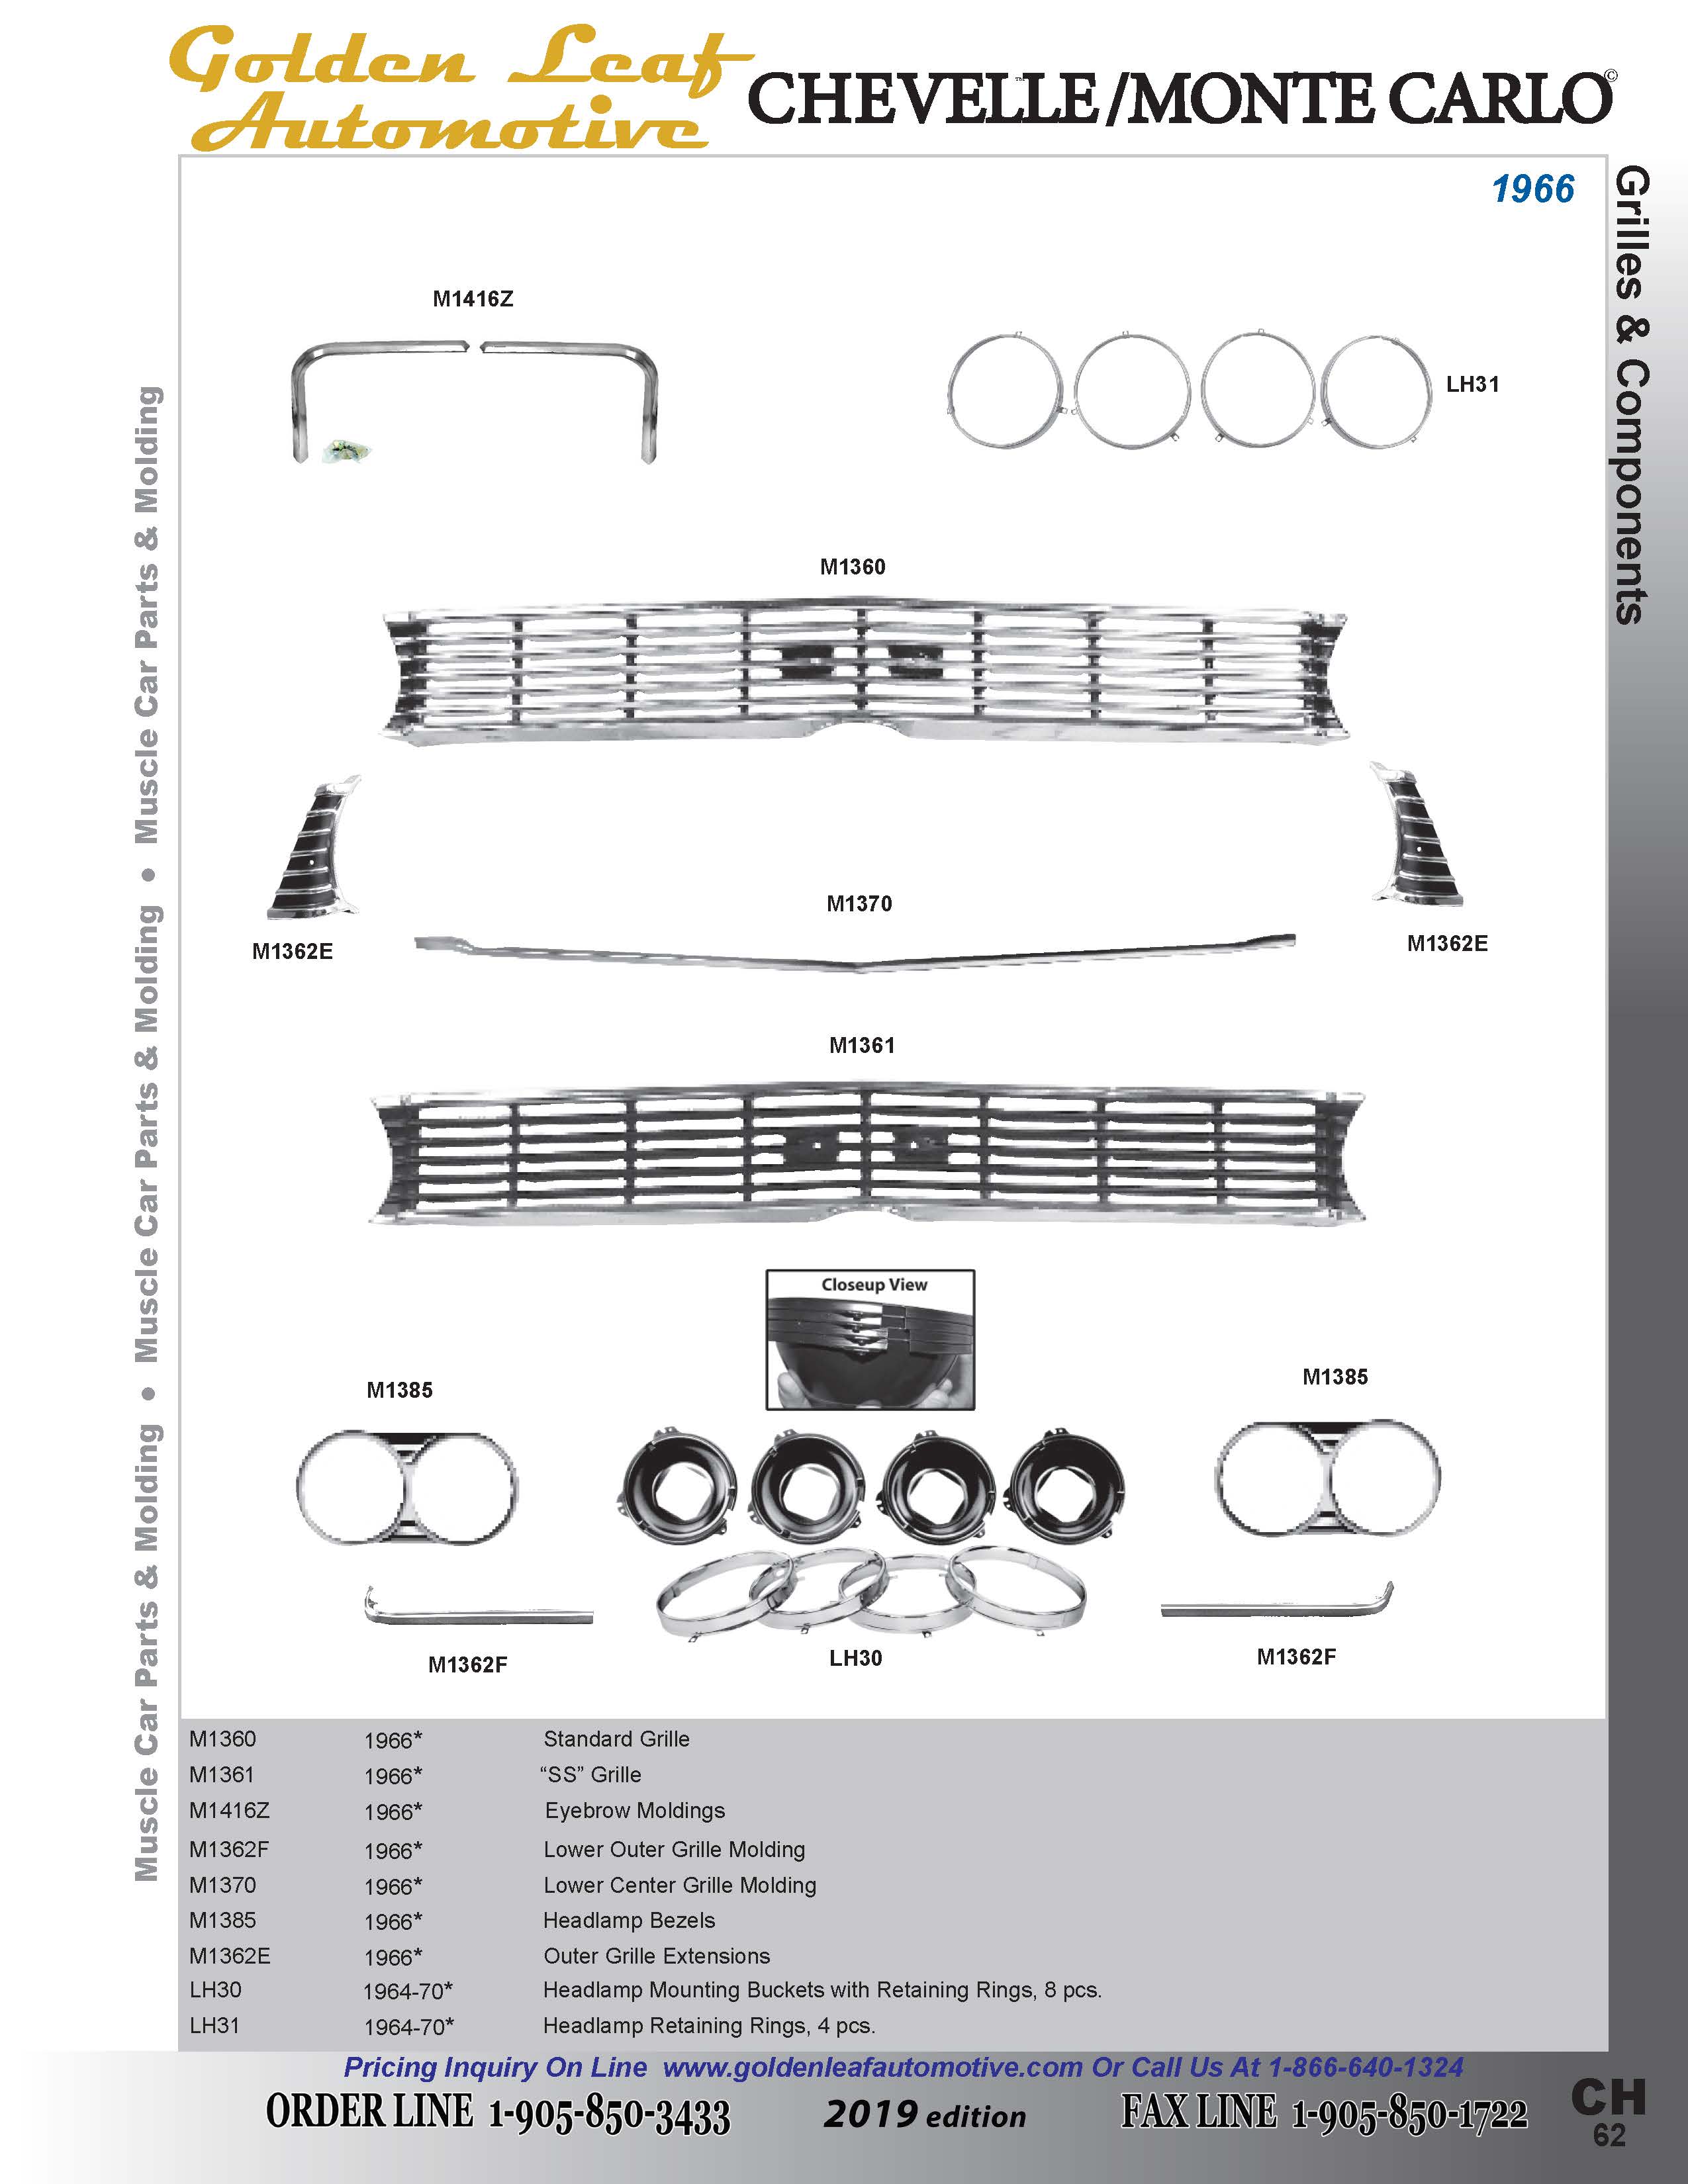 Golden Leaf
Automotive
CHEVELLE™/MONTE CARLO©
1966
Grilles & Components
Muscle Car Parts & Molding • Muscle Car Parts & Molding • Muscle Car Parts & Molding
M1416Z
LH31
M1360
M1370
M1362E
M1362E
M1361
Closeup View
M1385
M1385
M1362F
LH30
M1362F
M1360 1966* Standard Grille
M1361 1966* “SS” Grille
M1416Z 1966* Eyebrow Moldings
M1362F 1966* Lower Outer Grille Molding
M1370 1966* Lower Center Grille Molding
M1385 1966* Headlamp Bezels
M1362E 1966* Outer Grille Extensions
LH30 1964-70* Headlamp Mounting Buckets with Retaining Rings, 8 pcs.
LH31 1964-70* Headlamp Retaining Rings, 4 pcs.
Pricing Inquiry On Line www.goldenleafautomotive.com Or Call Us At 1-866-640-1324
ORDER LINE 1-905-850-3433
2019 edition
FAX LINE 1-905-850-1722
CH
62